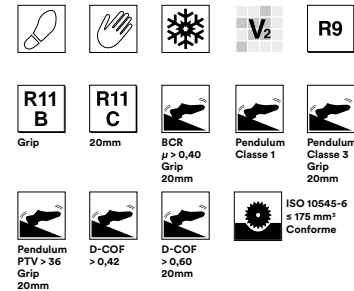 V2
R9
R11
B
Grip
R11
C
20mm
BCR
µ > 0,40
Grip
20mm
Pendulum
Classe 1
Pendulum
Classe 3
Grip
20mm
Pendulum
PTV > 36
Grip
20mm
D-COF
> 0,42
D-COF
> 0,60
20mm
ISO 10545-6
≤ 175 mm³
Conforme